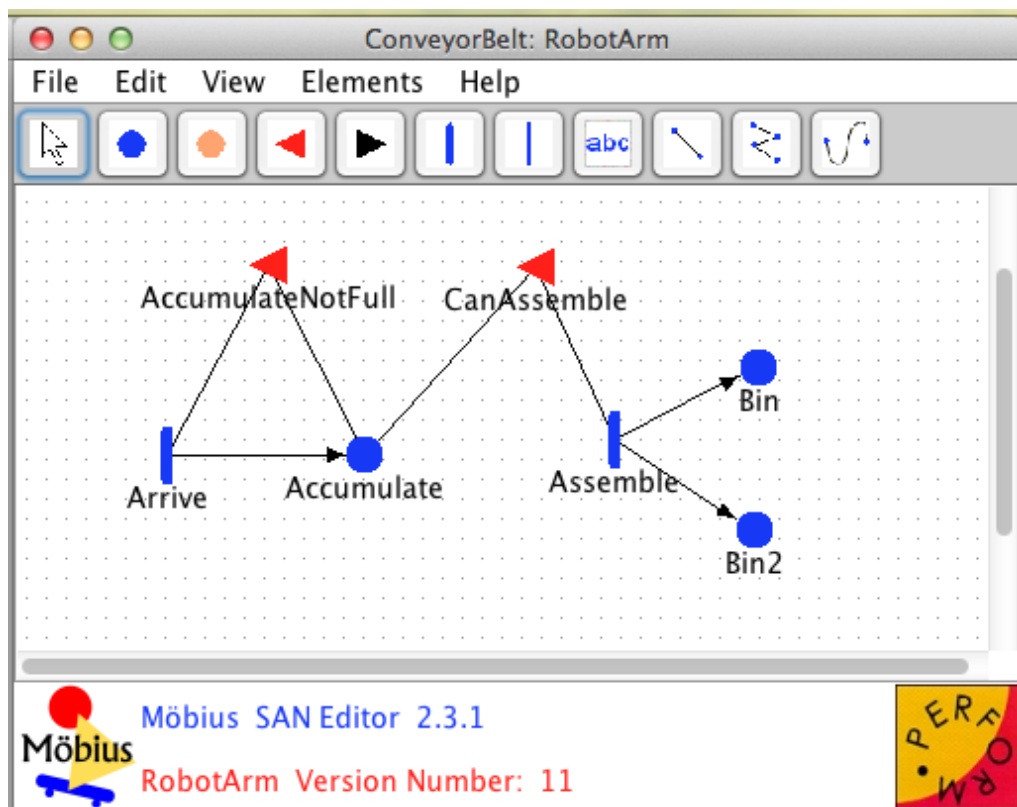 ConveyorBelt: RobotArm
File Edit View Elements Help
abc
AccumulateNotFull
CanAssemble
Bin
Arrive
Accumulate
Assemble
Bin2
Möbius
Möbius SAN Editor 2.3.1
RobotArm Version Number: 11
PERFORM